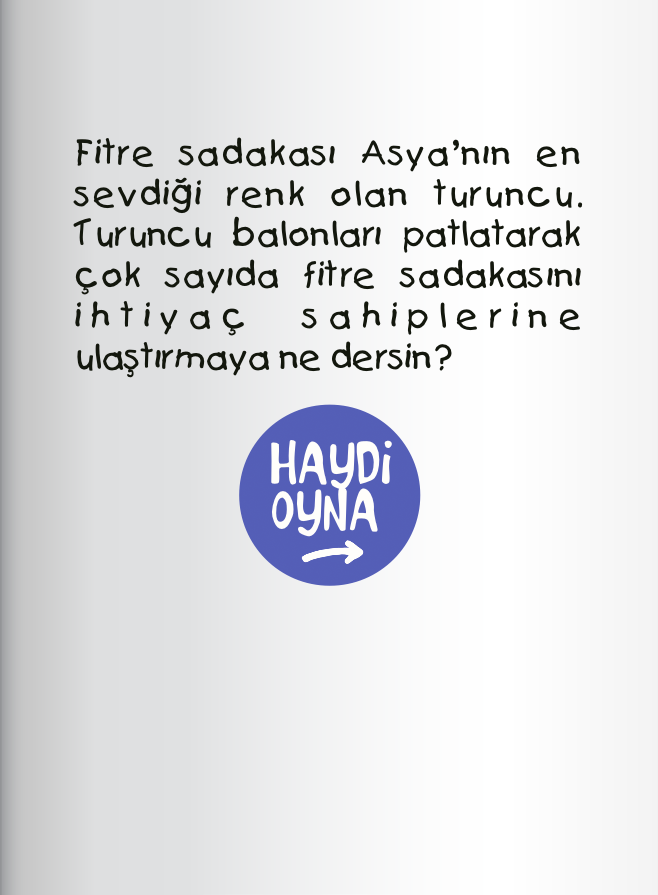 Fitre sadakası Asya'nın en
sevdiği renk olan turuncu.
Turuncu balonları patlatarak
çok sayıda fitre sadakasını
ihtiyaç sahiplerine
ulaştırmaya ne dersin?
HAYDİ
OYNA